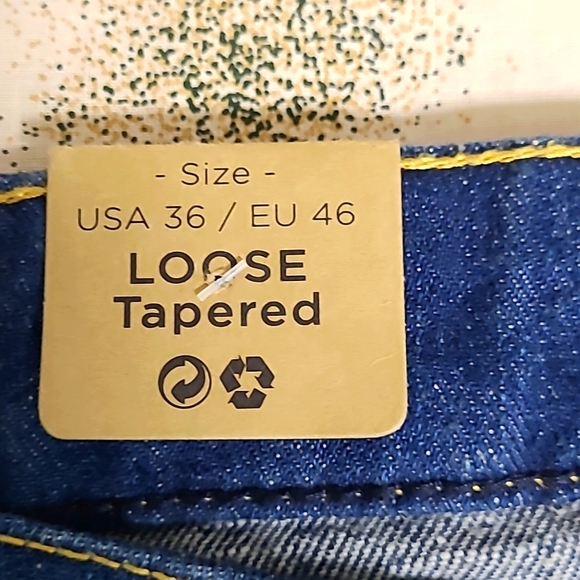 - Size -
USA 36 / EU 46
LOOSE
Tapered